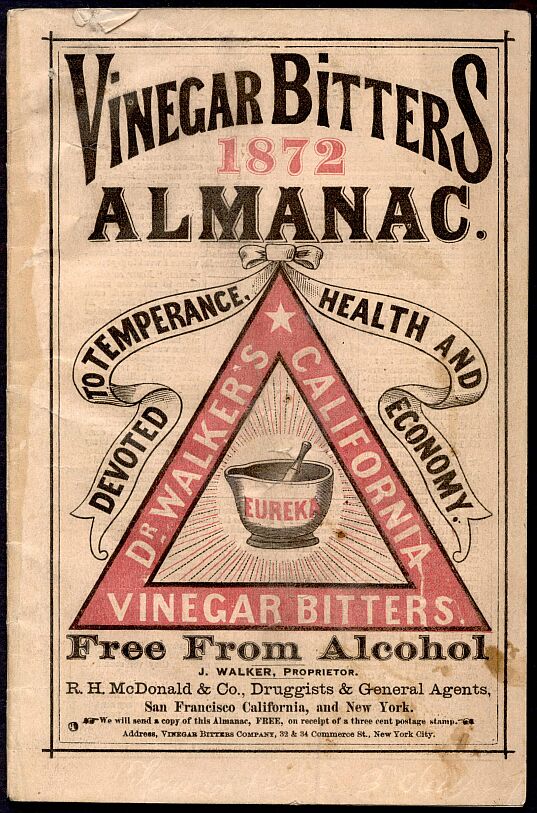 VINEGAR BITTERS
1872
ALMANAC.
DEVOTED TO TEMPERANCE,
HEALTH AND ECONOMY.
DR WALKER'S
CALIFORNIA
VINEGAR BITTERS
EUREKA
Free From Alcohol
J. WALKER, PROPRIETOR.
R. H. McDonald & Co., Druggists & General Agents,
San Francisco California, and New York.
We will send a copy of this Almanac, FREE, on receipt of a three cent postage stamp.
Address, VINEGAR BITTERS COMPANY, 32 & 34 Commerce St., New York City.